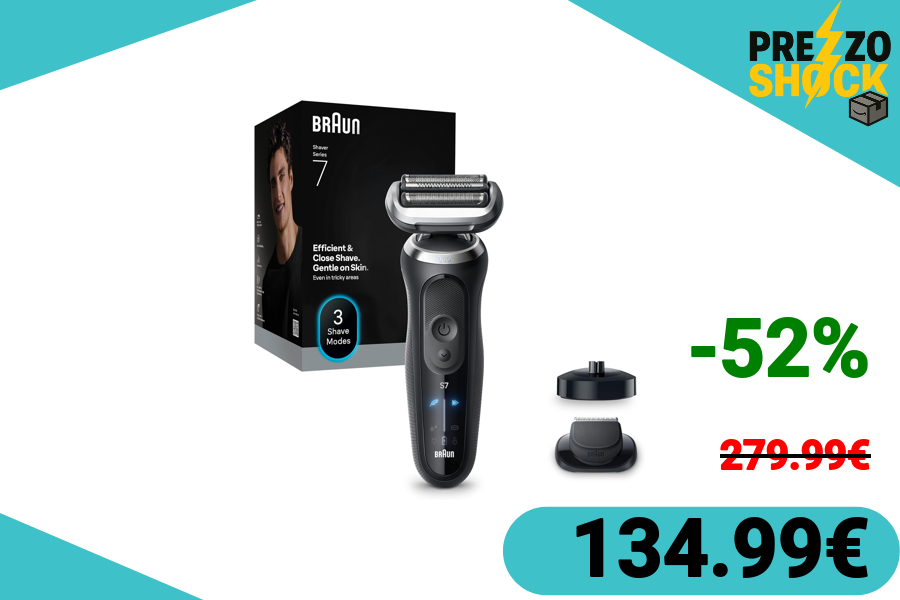 PREZZO
SHOCK
BRAUN
Shaver
Series
7
Efficient &
Close Shave.
Gentle on Skin.
Even in tricky areas
3
Shave
Modes
S7
BRAUN
-52%
279.99€
134.99€